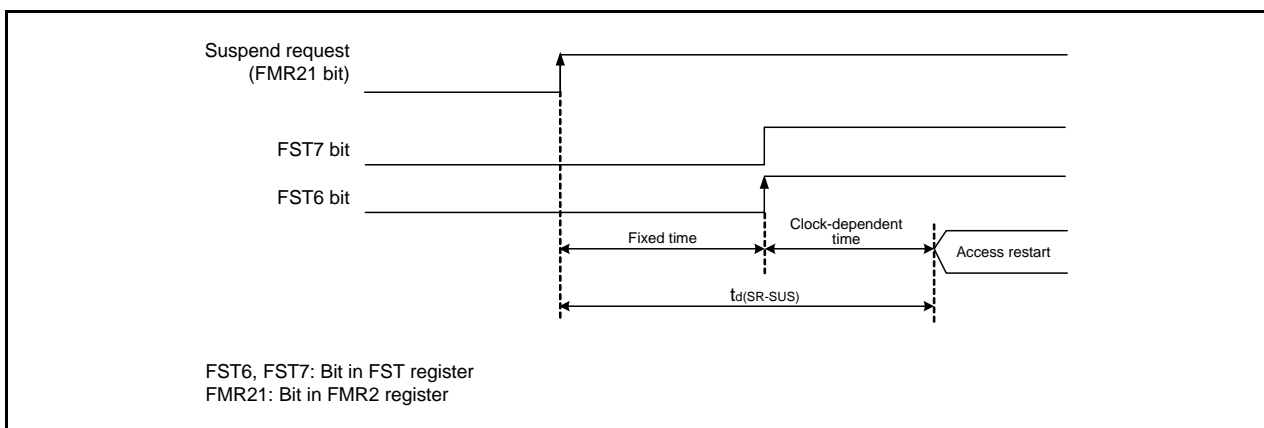 Suspend request
(FMR21 bit)
FST7 bit
FST6 bit
Fixed time
Clock-dependent
time
Access restart
td(SR-SUS)
FST6, FST7: Bit in FST register
FMR21: Bit in FMR2 register